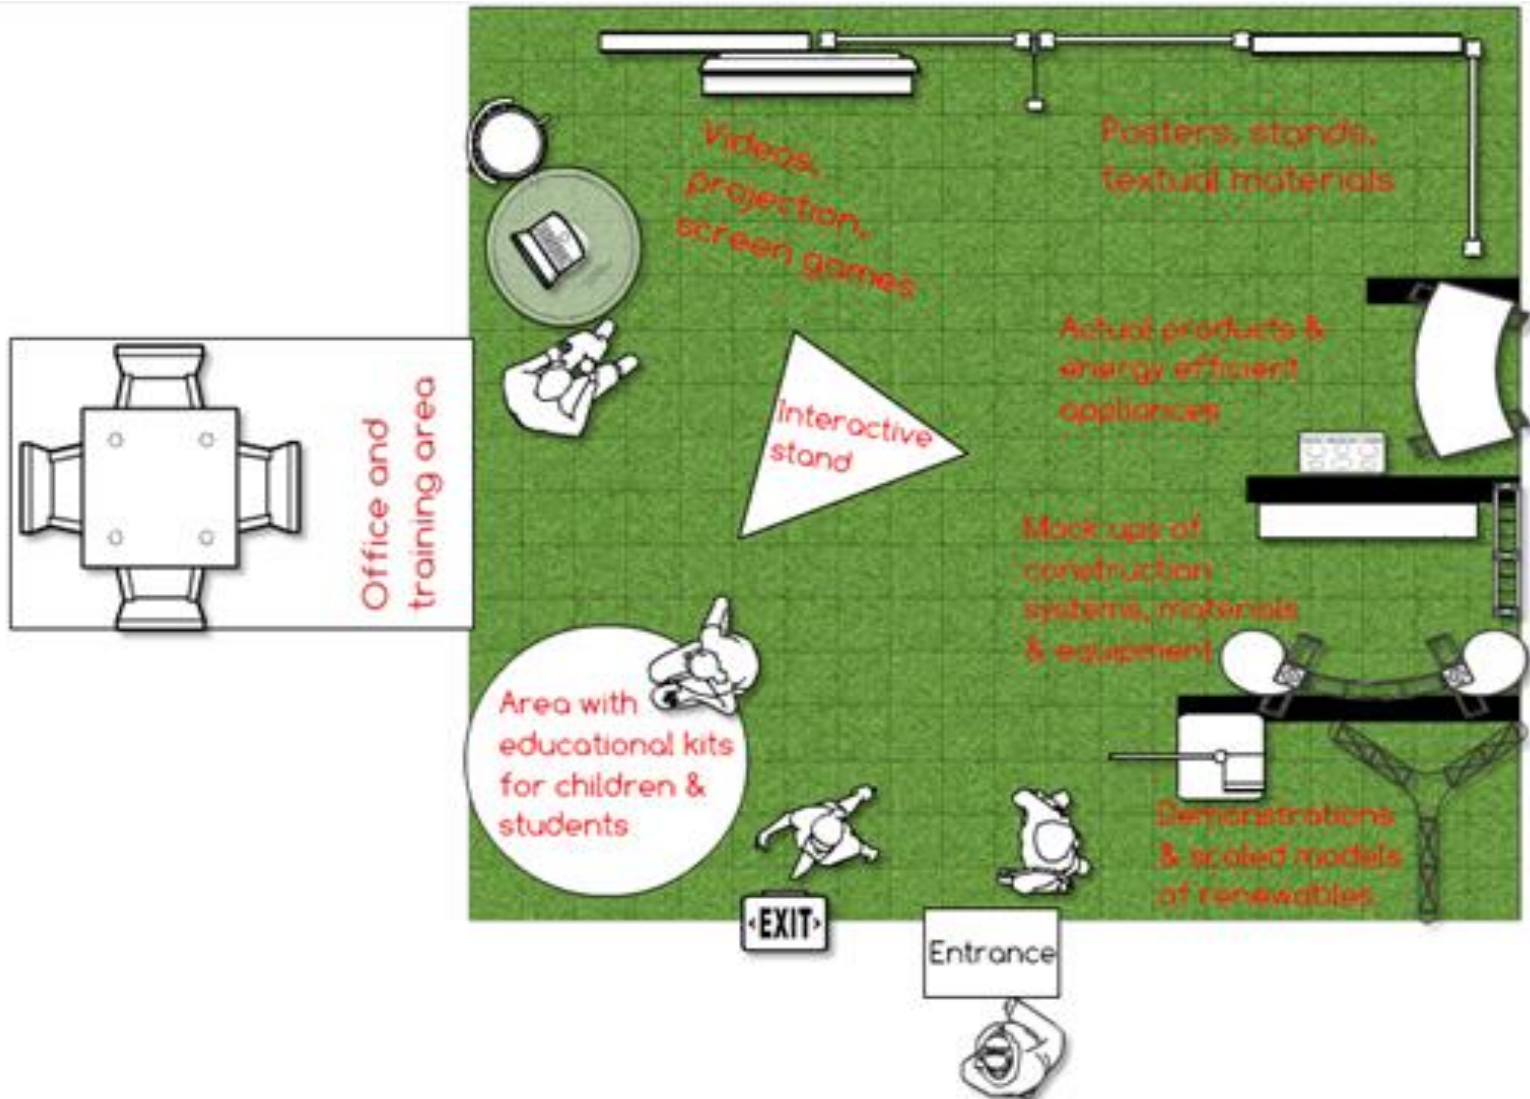 Videos,
projection,
screen games
Posters, stands,
textual materials
Actual products &
energy efficient
appliances
Interactive
stand
Office and
training area
Mock ups of
construction
systems, materials
& equipment
Area with
educational kits
for children &
students
Demonstrations
& scaled models
of renewables
‹EXIT›
Entrance